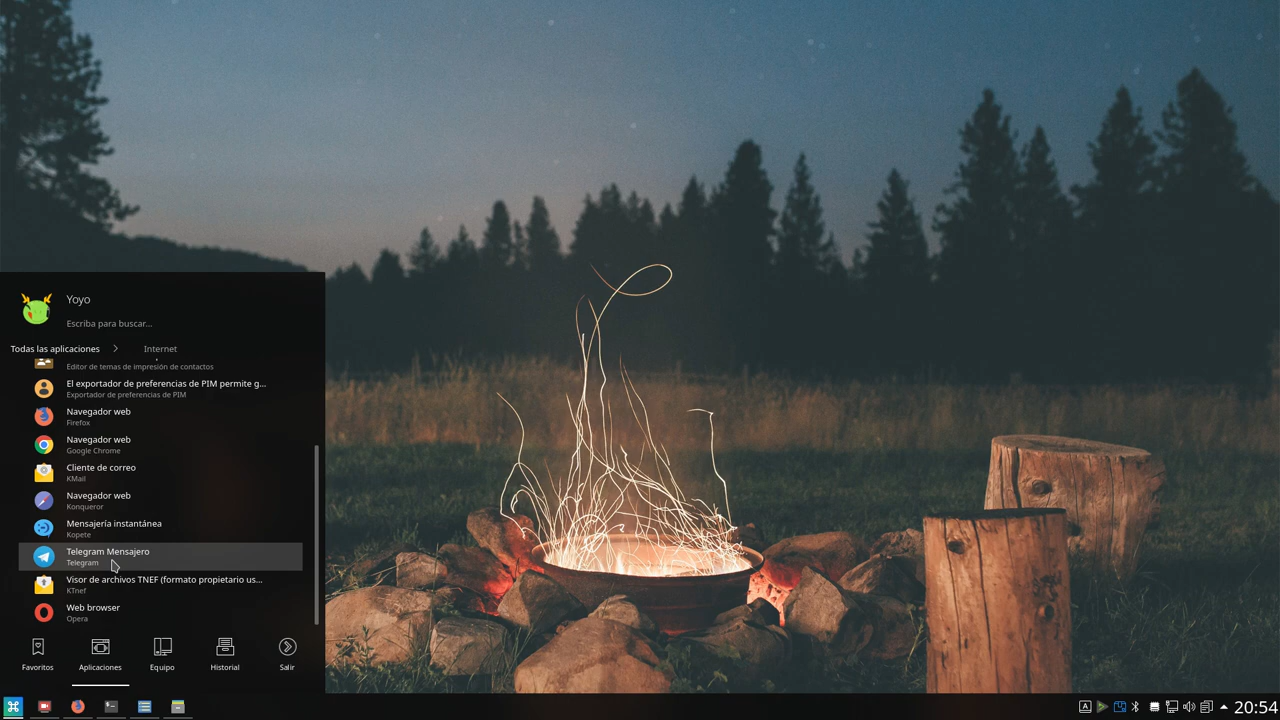 Yoyo
Escriba para buscar...
Todas las aplicaciones
Internet
Editor de temas de impresión de contactos
El exportador de preferencias de PIM permite g...
Exportador de preferencias de PIM
Navegador web
Firefox
Navegador web
Google Chrome
Cliente de correo
KMail
Navegador web
Konqueror
Mensajería instantánea
Kopete
Telegram Mensajero
Telegram
Visor de archivos TNEF (formato propietario us...
KTnef
Web browser
Opera
Favoritos Aplicaciones Equipo Historial Salir
A 20:54